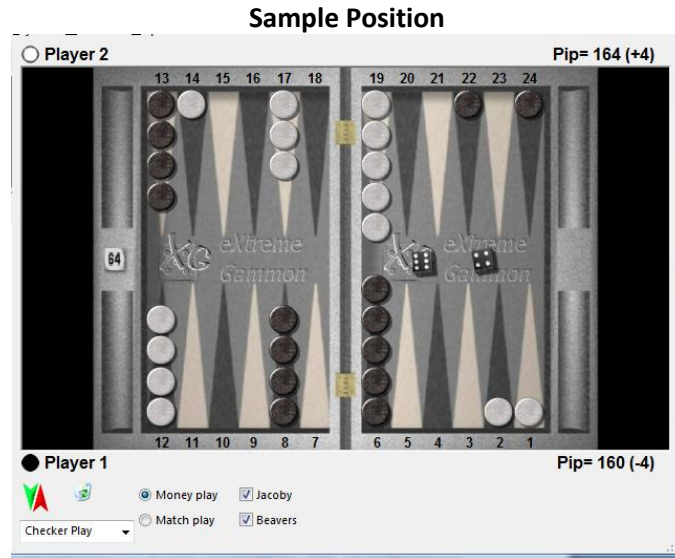 Sample Position
Player 2
Pip= 164 (+4)
13 14 15 16 17 18 19 20 21 22 23 24
64
XG eXtreme Gammon
XG eXtreme Gammon
12 11 10 9 8 7 6 5 4 3 2 1
Player 1
Pip= 160 (-4)
Money play
Jacoby
Match play
Beavers
Checker Play